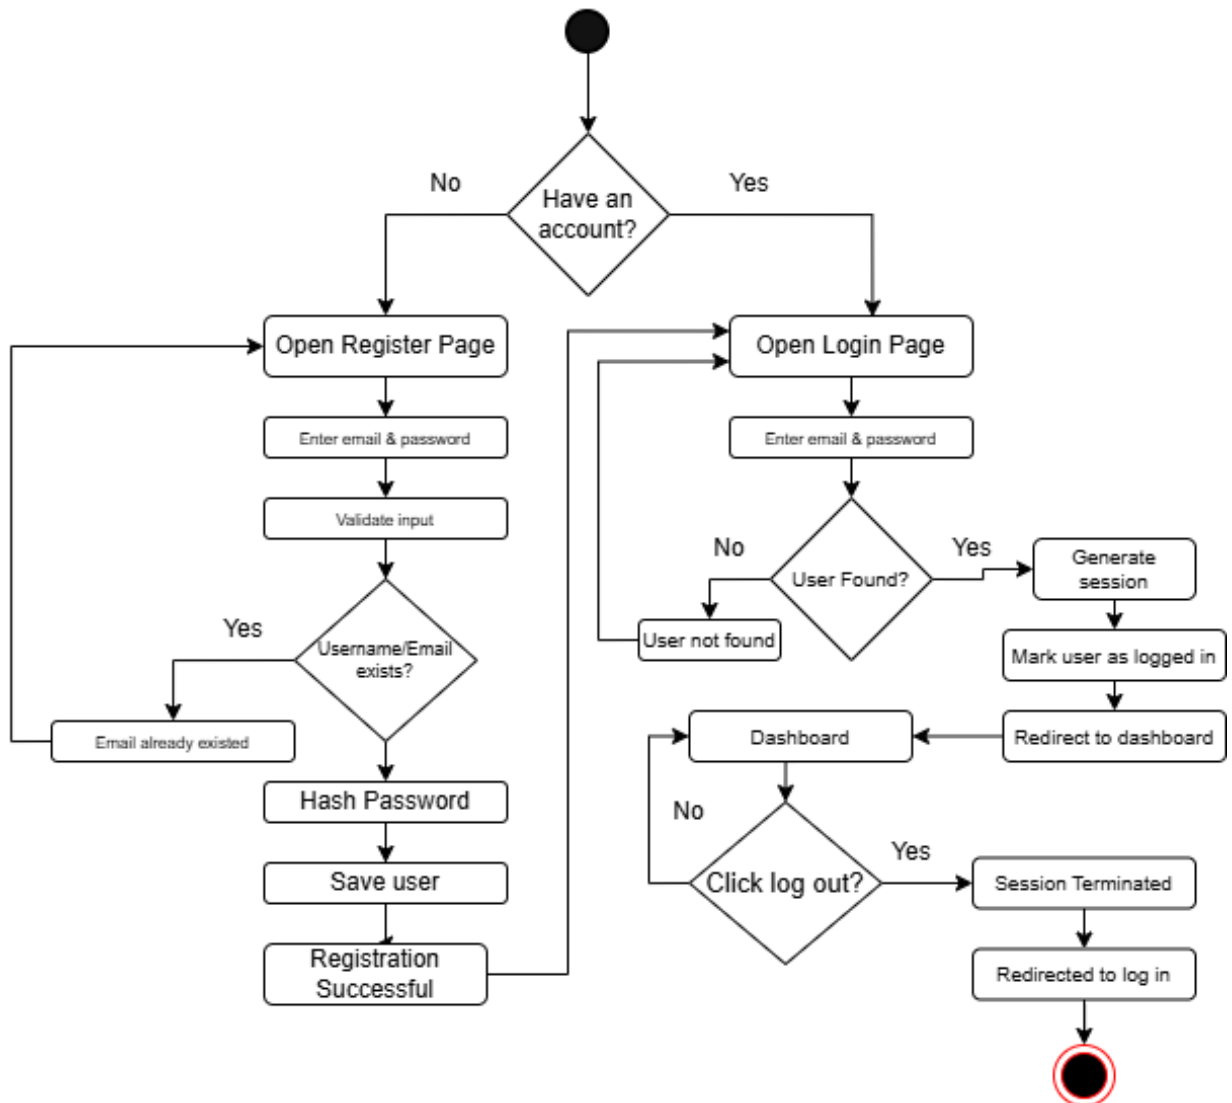 No
Yes
Have an
account?
Open Register Page
Open Login Page
Enter email & password
Enter email & password
Validate input
No
Yes
User Found?
Generate
session
Yes
Username/Email
exists?
User not found
Mark user as logged in
Email already existed
Dashboard
Redirect to dashboard
Hash Password
No
Yes
Click log out?
Save user
Session Terminated
Registration
Successful
Redirected to log in